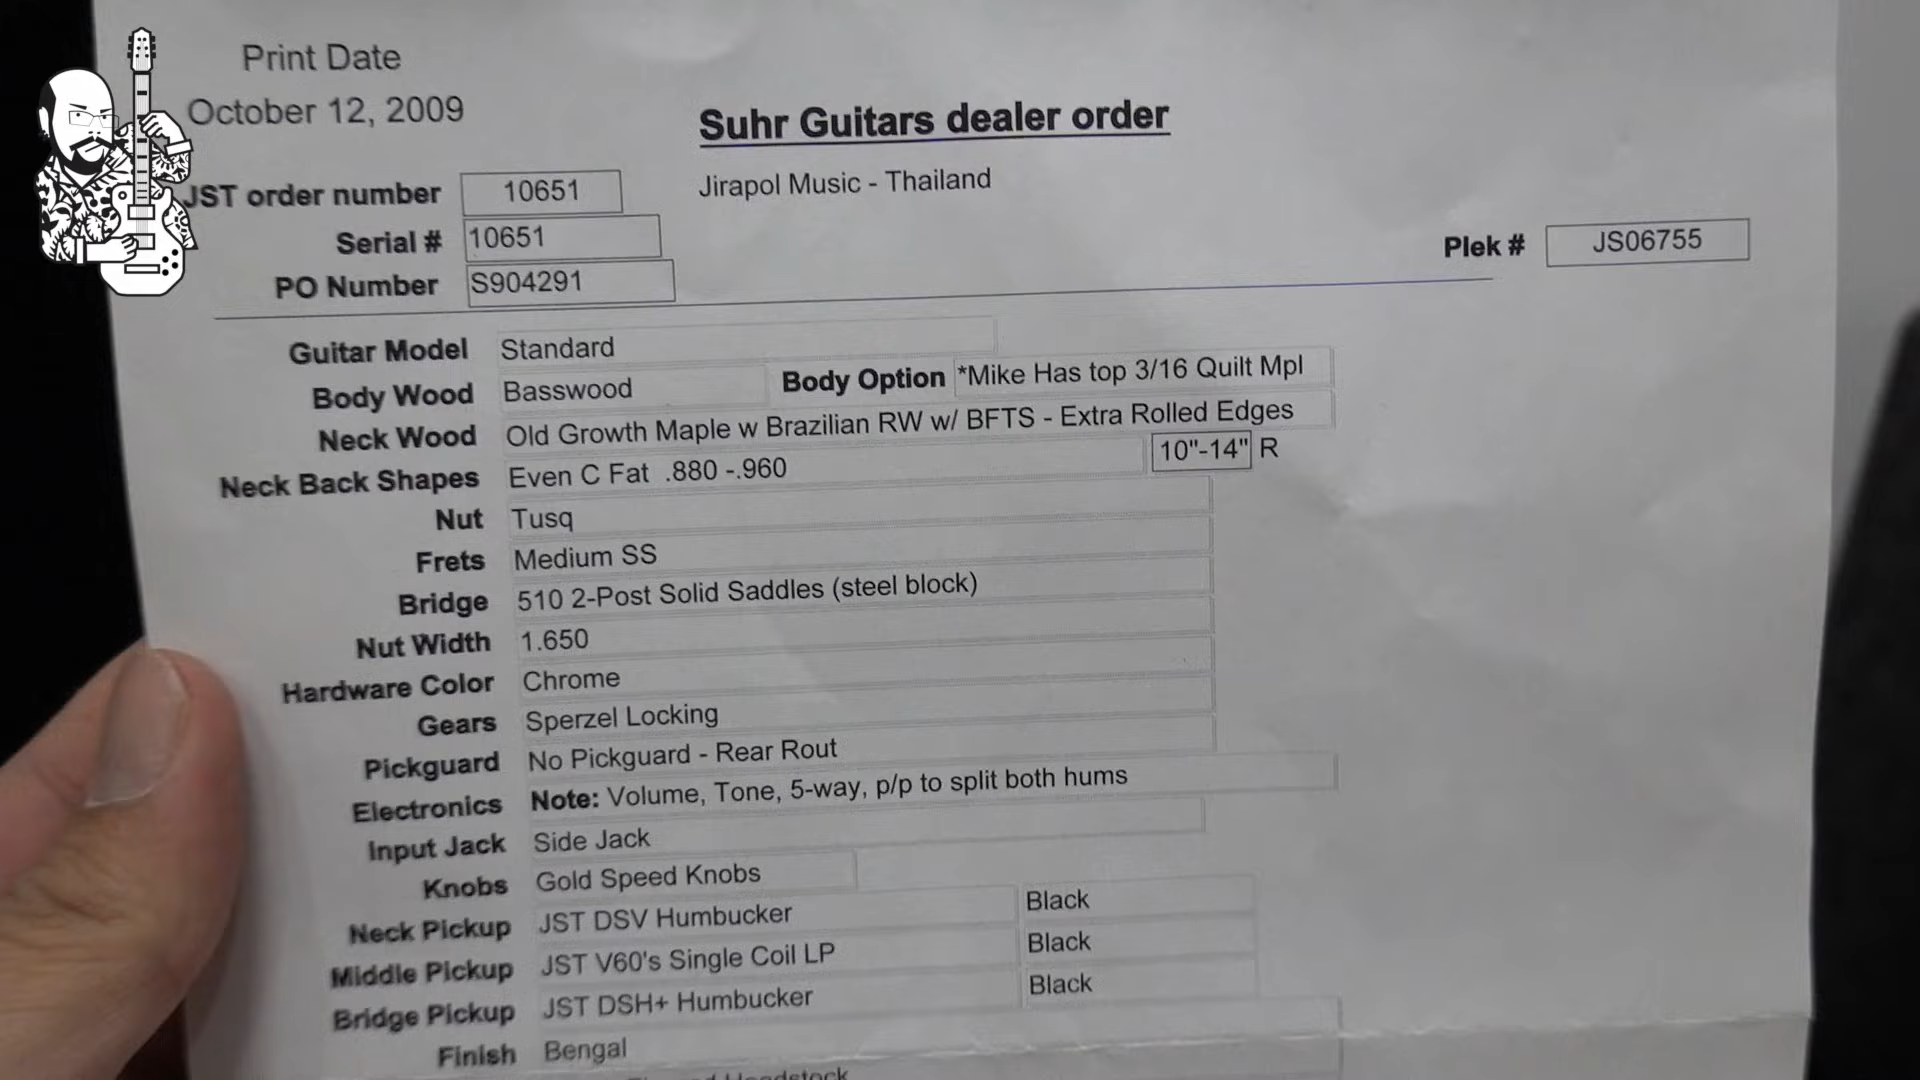 Print Date
October 12, 2009
Suhr Guitars dealer order
JST order number 10651
Jirapol Music - Thailand
Serial # 10651
Plek # JS06755
PO Number S904291
Guitar Model Standard
Body Wood Basswood Body Option *Mike Has top 3/16 Quilt Mpl
Neck Wood Old Growth Maple w Brazilian RW w/ BFTS - Extra Rolled Edges
Neck Back Shapes Even C Fat .880 -.960 10"-14" R
Nut Tusq
Frets Medium SS
Bridge 510 2-Post Solid Saddles (steel block)
Nut Width 1.650
Hardware Color Chrome
Gears Sperzel Locking
Pickguard No Pickguard - Rear Rout
Electronics Note: Volume, Tone, 5-way, p/p to split both hums
Input Jack Side Jack
Knobs Gold Speed Knobs
Neck Pickup JST DSV Humbucker Black
Middle Pickup JST V60's Single Coil LP Black
Bridge Pickup JST DSH+ Humbucker Black
Finish Bengal
Headstock